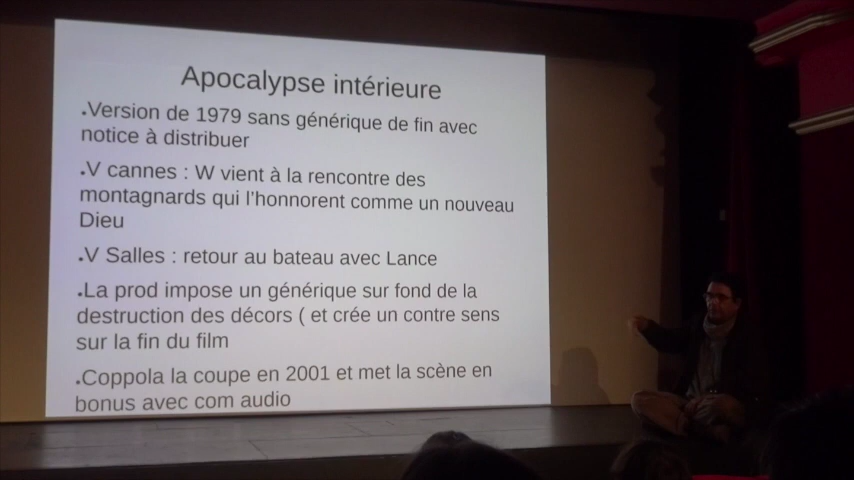 Apocalypse intérieure
.Version de 1979 sans générique de fin avec
notice à distribuer
.V cannes : W vient à la rencontre des
montagnards qui l'honnorent comme un nouveau
Dieu
.V Salles : retour au bateau avec Lance
.La prod impose un générique sur fond de la
destruction des décors ( et crée un contre sens
sur la fin du film
.Coppola la coupe en 2001 et met la scène en
bonus avec com audio